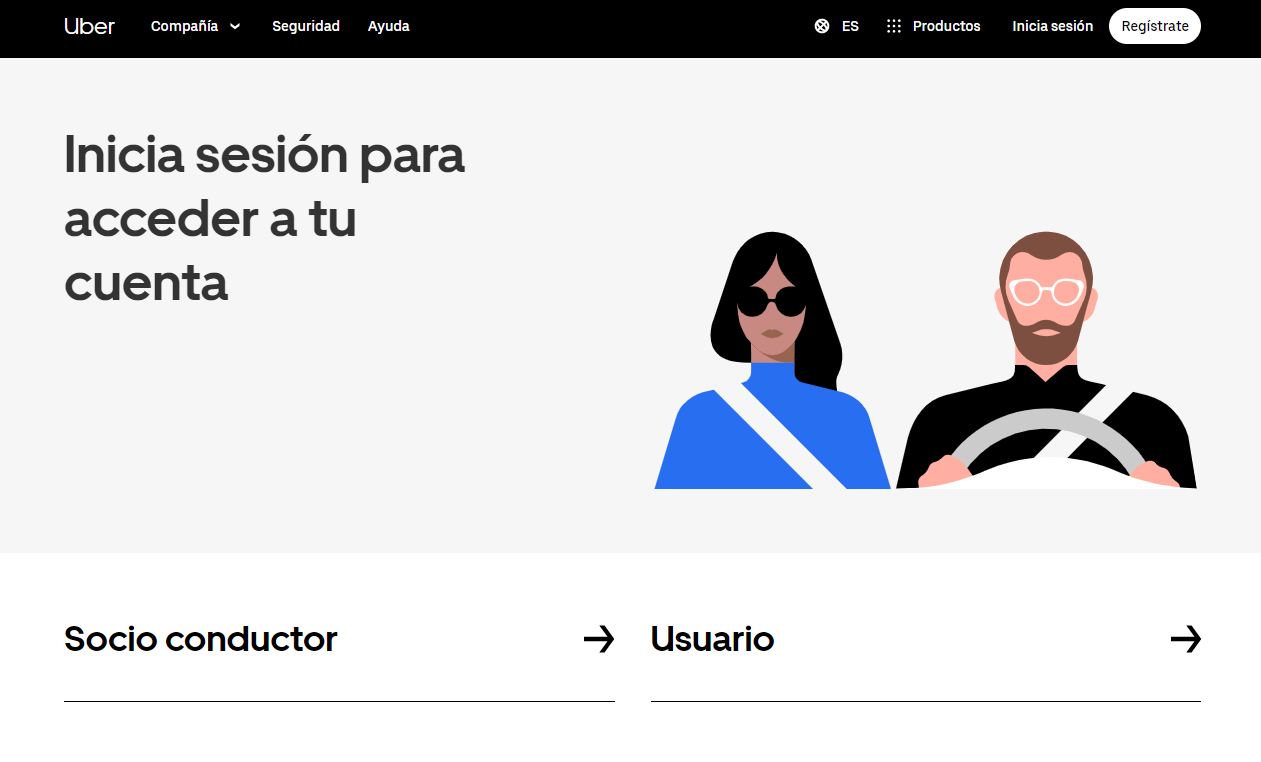 Uber Compañía Seguridad Ayuda ES Productos Inicia sesión Regístrate
Inicia sesión para
acceder a tu
cuenta
Socio conductor
Usuario